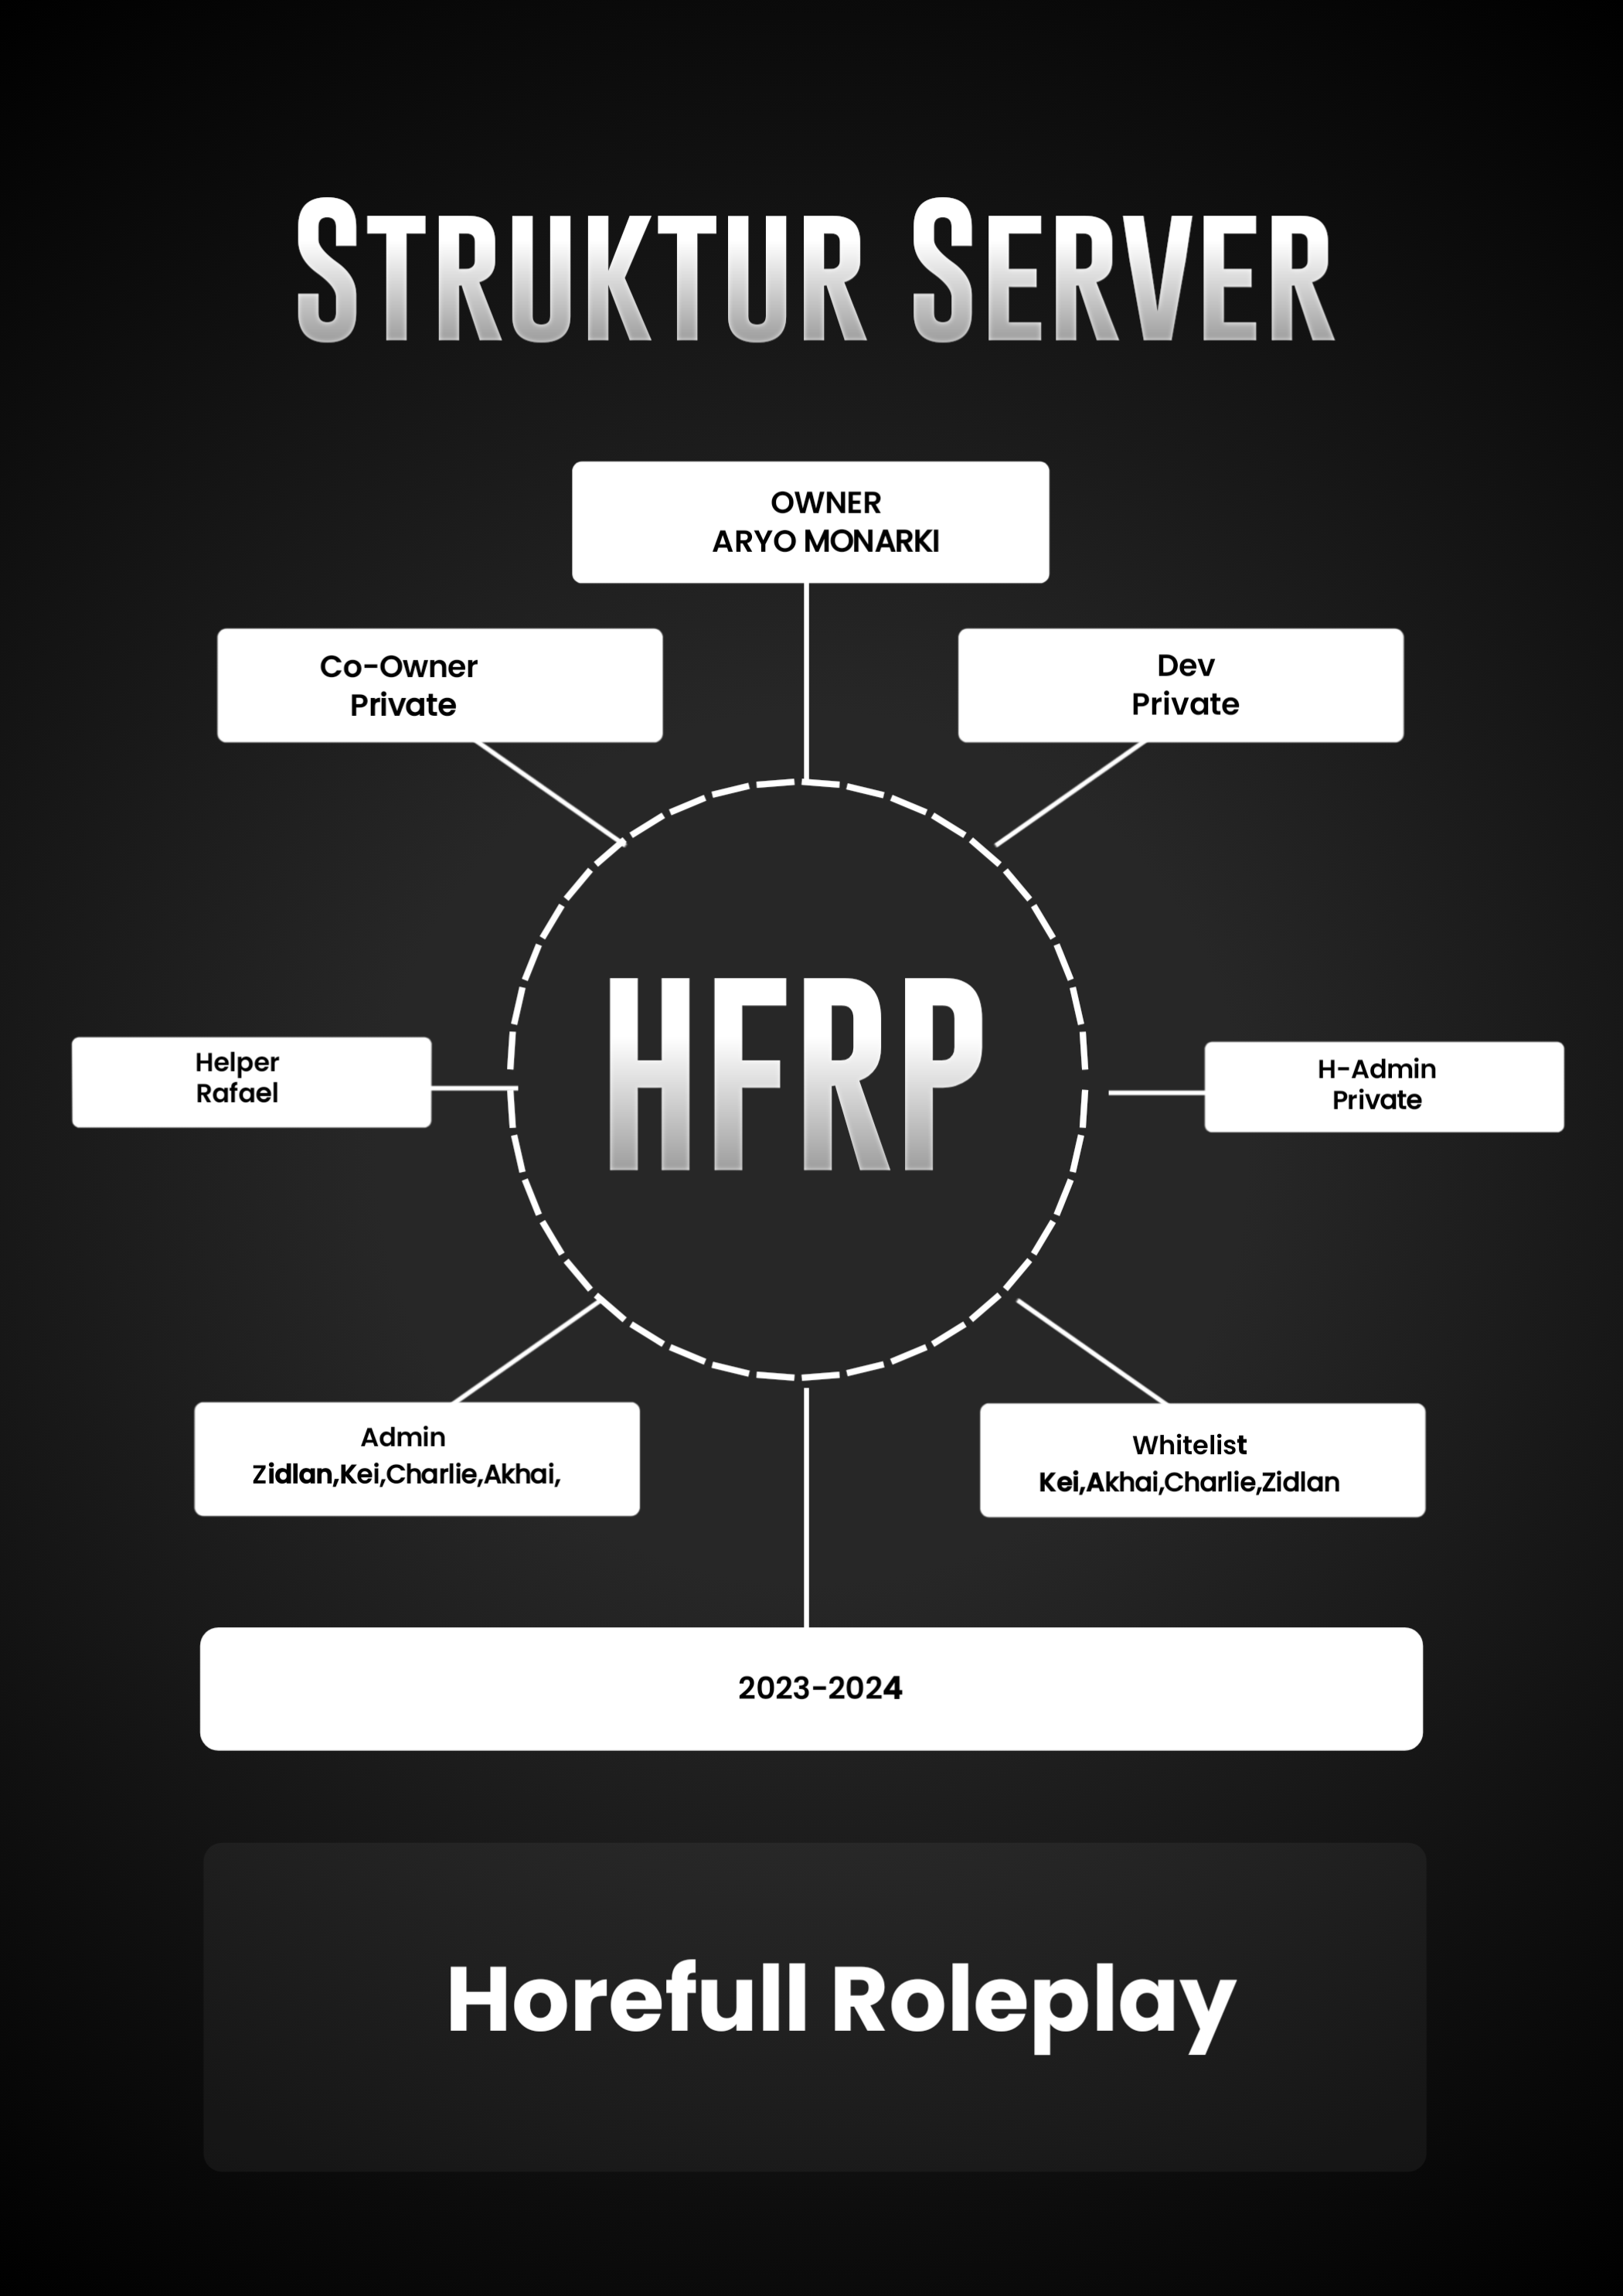 STRUKTUR SERVER
OWNER
ARYO MONARKI
Co-Owner
Private
Dev
Private
HFRP
Helper
Rafael
H-Admin
Private
Admin
Zidlan,Kei,Charlie,Akhai,
Whitelist
Kei,Akhai,Charlie,Zidlan
2023-2024
Horefull Roleplay